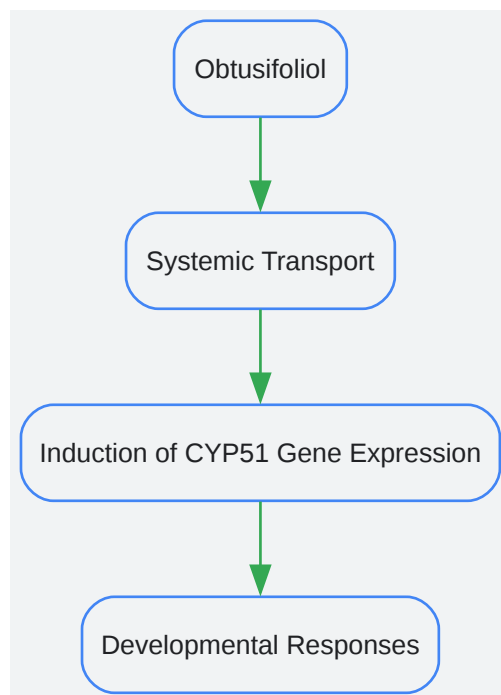 Obtusifoliol
Systemic Transport
Induction of CYP51 Gene Expression
Developmental Responses